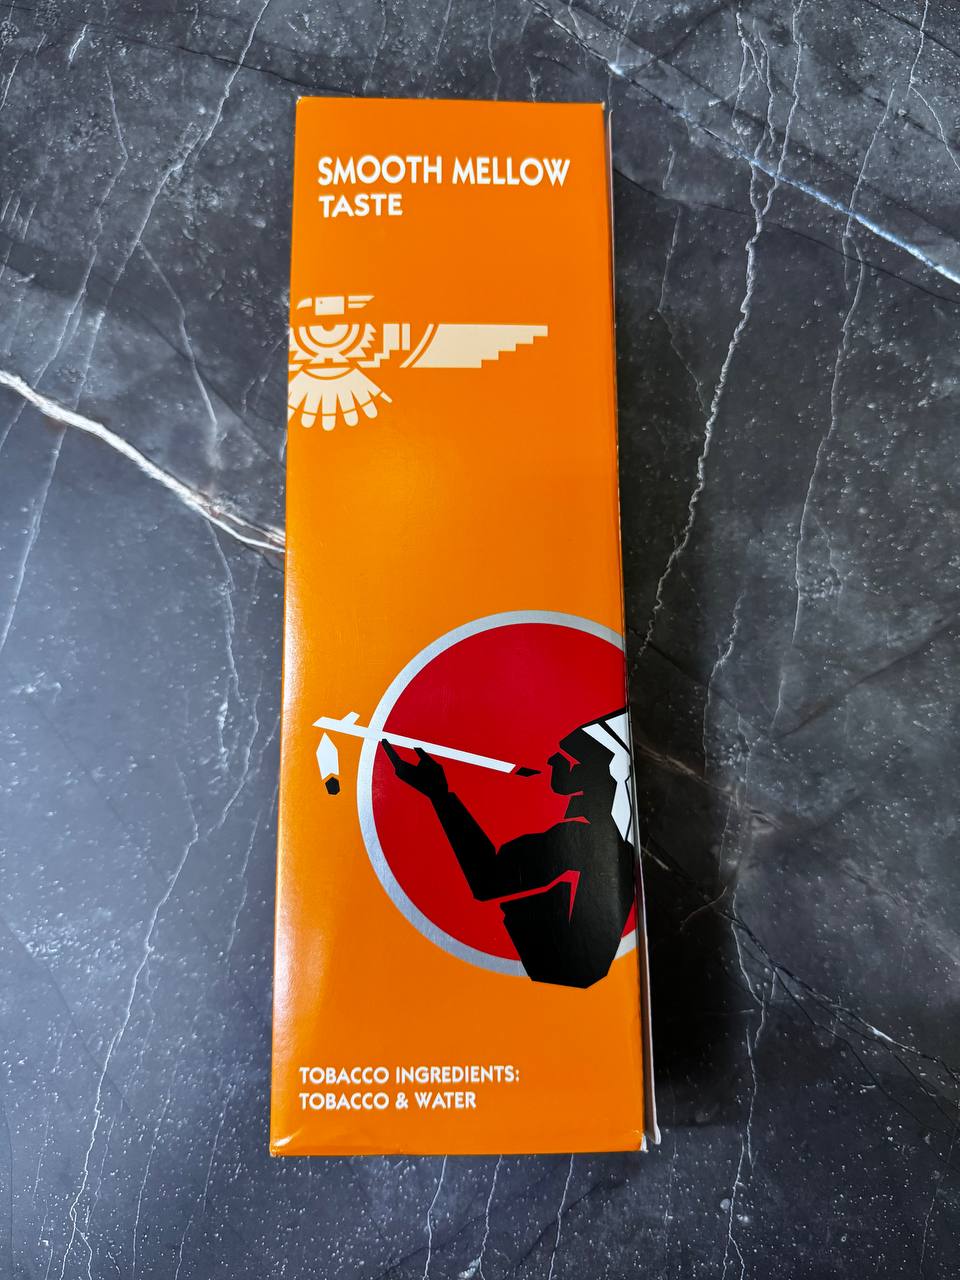 SMOOTH MELLOW
TASTE
TOBACCO INGREDIENTS:
TOBACCO & WATER